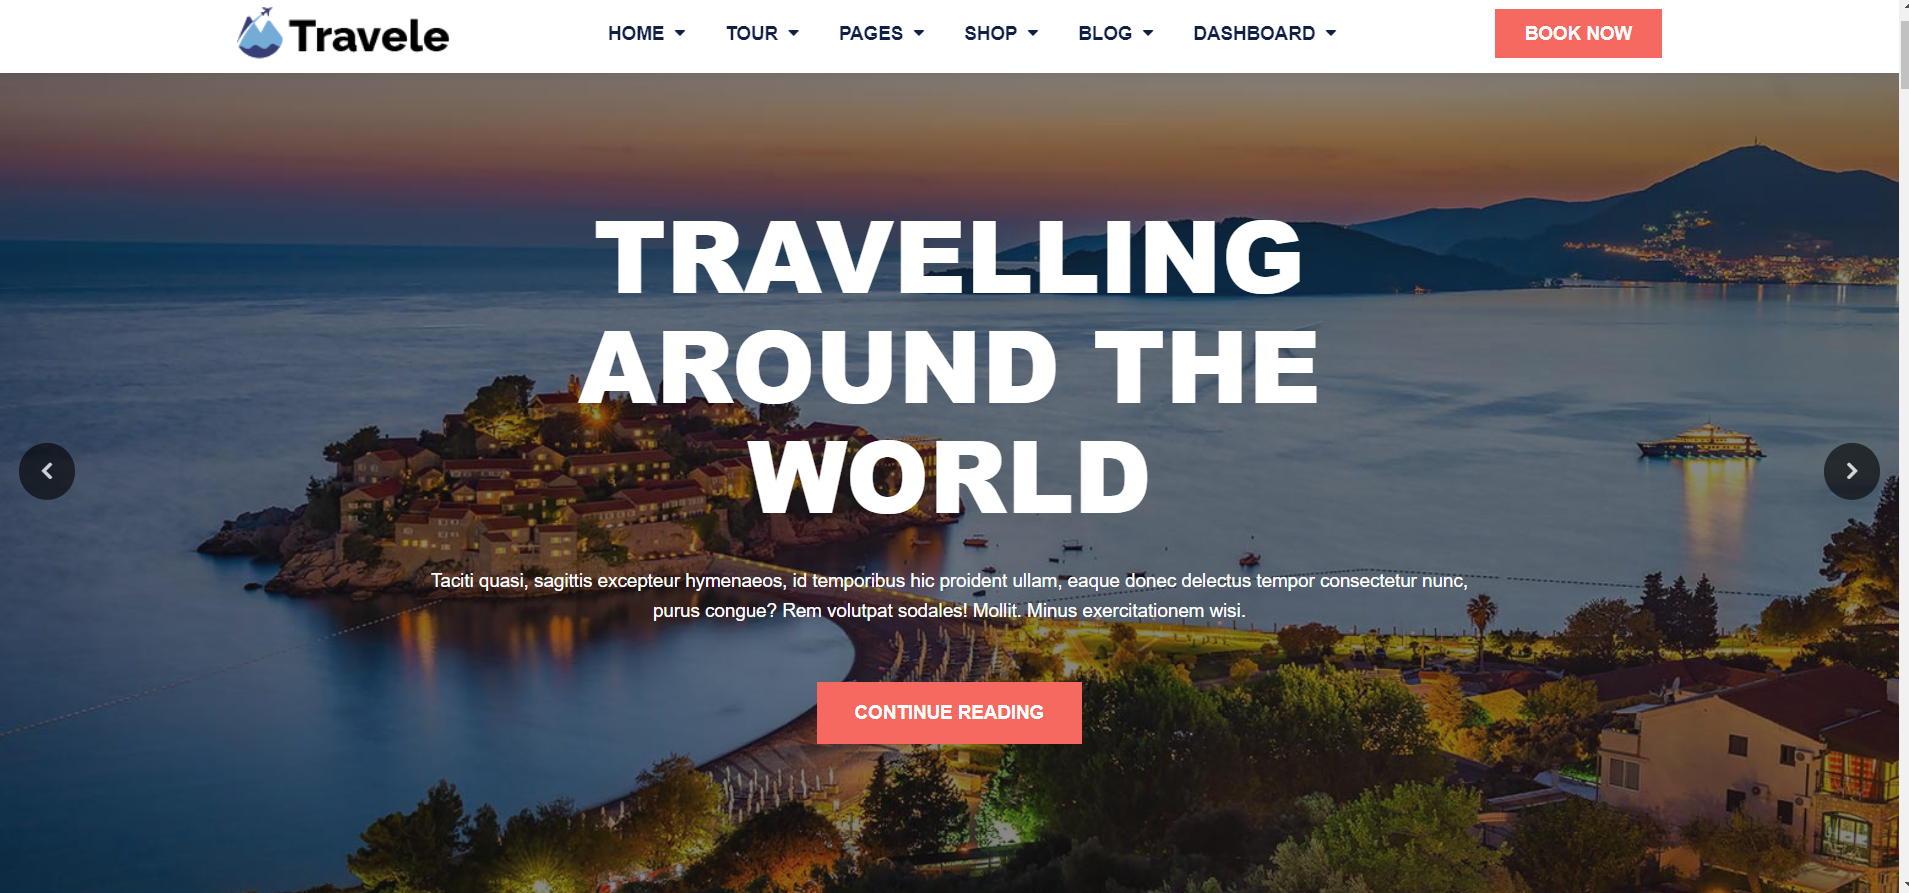 Travele
HOME
TOUR
PAGES
SHOP
BLOG
DASHBOARD
BOOK NOW
TRAVELLING
AROUND THE
WORLD
Taciti quasi, sagittis excepteur hymenaeos, id temporibus hic proident ullam, eaque donec delectus tempor consectetur nunc,
purus congue? Rem volutpat sodales! Mollit. Minus exercitationem wisi.
CONTINUE READING